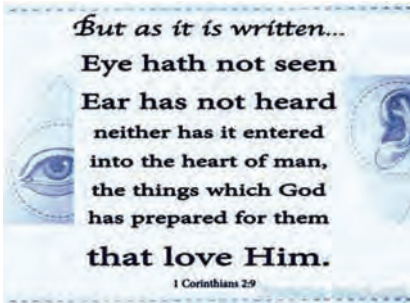 But as it is written...
Eye hath not seen
Ear has not heard
neither has it entered
into the heart of man,
the things which God
has prepared for them
that love Him.
1 Corinthians 2:9